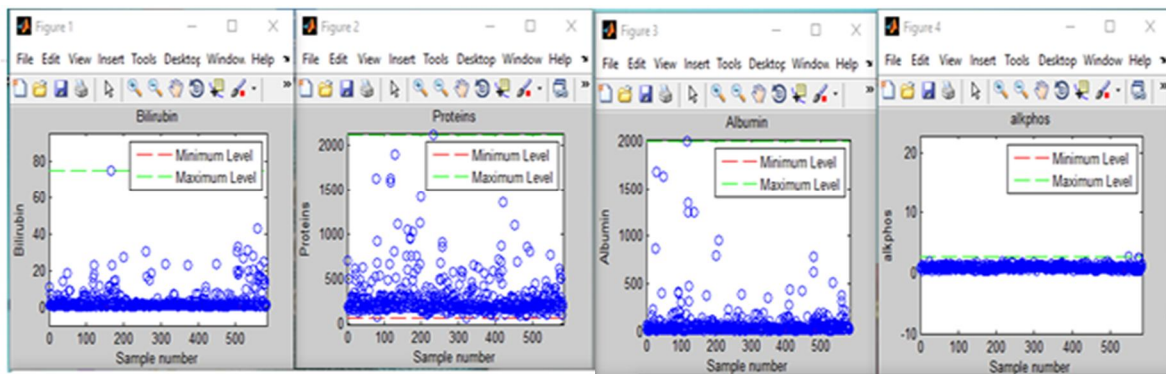 Figure 1
File Edit View Insert Tools Desktop Window Help
Bilirubin
Minimum Level
Maximum Level
80
60
40
20
0
Bilirubin
0 100 200 300 400 500
Sample number
Figure 2
File Edit View Insert Tools Desktop Window Help
Proteins
Minimum Level
Maximum Level
2000
1500
1000
500
0
Proteins
0 100 200 300 400 500
Sample number
Figure 3
File Edit View Insert Tools Desktop Window Help
Albumin
Minimum Level
Maximum Level
2000
1500
1000
500
0
Albumin
0 100 200 300 400 500
Sample number
Figure 4
File Edit View Insert Tools Desktop Window Help
alkphos
Minimum Level
Maximum Level
20
10
0
-10
alkphos
0 100 200 300 400 500
Sample number